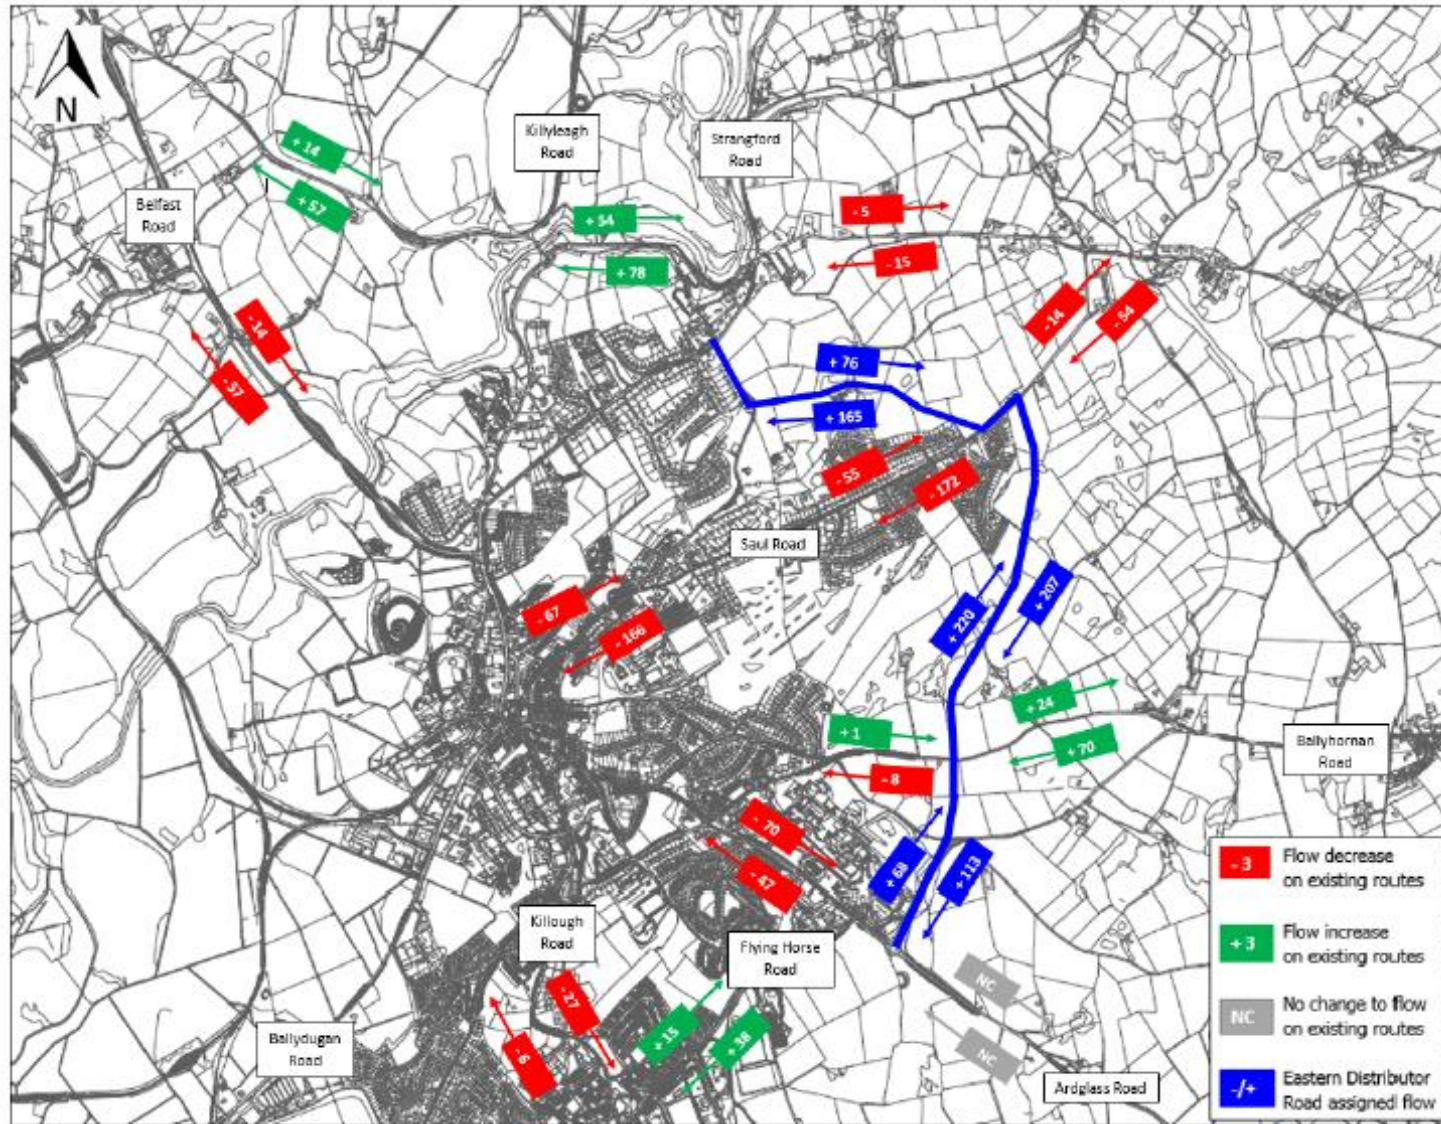 N
Killyleagh
Road
Strangford
Road
+ 14
+ 57
Belfast
Road
+ 34
+ 78
- 5
- 15
- 14
- 54
- 14
- 57
+ 76
+ 165
- 55
- 172
Saul Road
- 67
- 166
+ 220
+ 207
+ 24
+ 70
+ 1
- 8
Ballyhornan
Road
- 70
- 47
+ 68
+ 113
Killough
Road
Flying Horse
Road
NC
NC
- 27
- 6
+ 15
+ 38
Ballydugan
Road
Ardglass Road
- 3
Flow decrease
on existing routes
+ 3
Flow increase
on existing routes
NC
No change to flow
on existing routes
-/+
Eastern Distributor
Road assigned flow